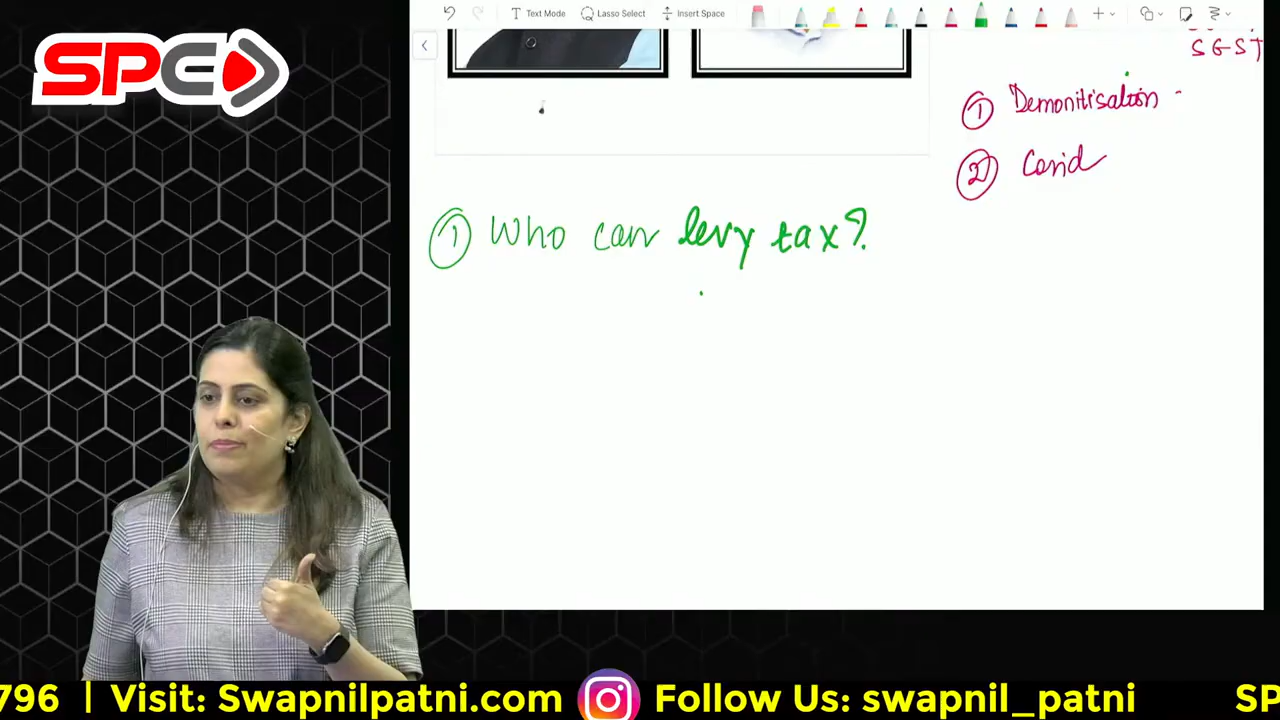 SPE
Text Mode
Lasso Select
Insert Space
SGST
① Demonitisation -
② Covid
① Who can levy tax?
796 | Visit: Swapnilpatni.com
Follow Us: swapnil_patni
SP